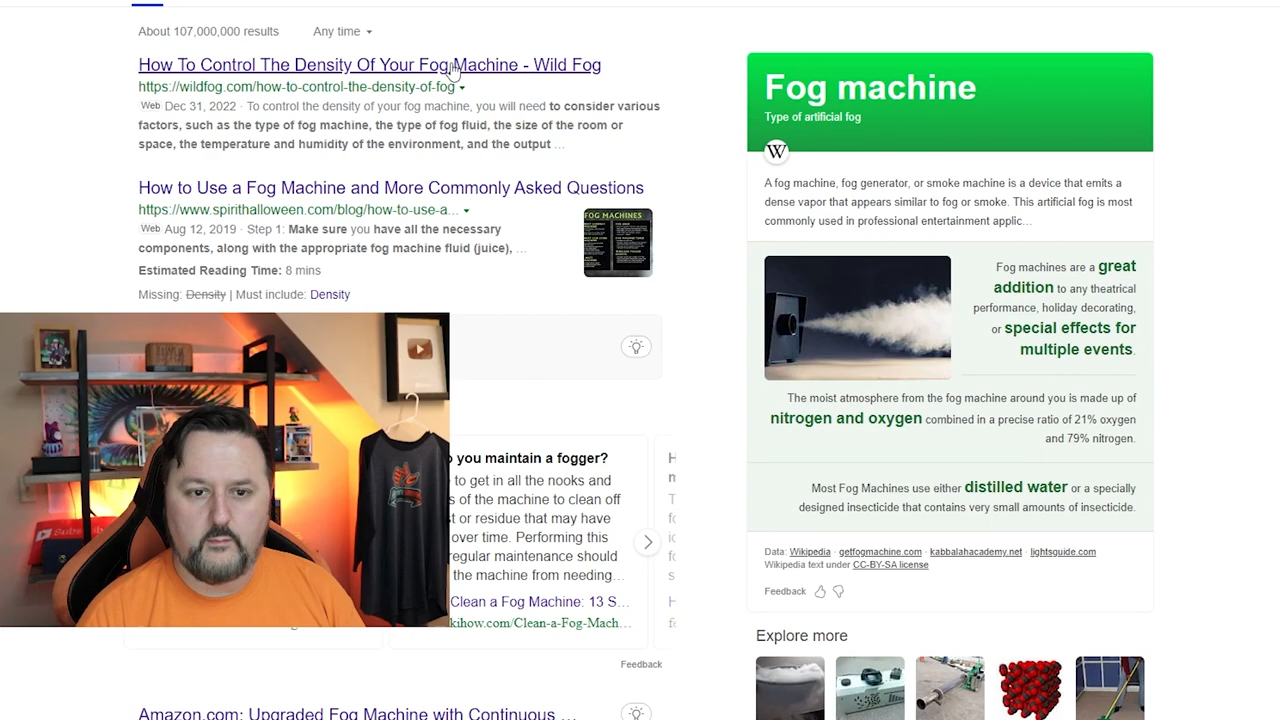 About 107,000,000 results Any time
How To Control The Density Of Your Fog Machine - Wild Fog
https://wildfog.com/how-to-control-the-density-of-fog
Web Dec 31, 2022 · To control the density of your fog machine, you will need to consider various
factors, such as the type of fog machine, the type of fog fluid, the size of the room or
space, the temperature and humidity of the environment, and the output ...
How to Use a Fog Machine and More Commonly Asked Questions
https://www.spirithalloween.com/blog/how-to-use-a...
Web Aug 12, 2019 · Step 1: Make sure you have all the necessary
components, along with the appropriate fog machine fluid (juice), ...
Estimated Reading Time: 8 mins
FOG MACHINES
Missing: Density | Must include: Density
Subscribe
you maintain a fogger?
to get in all the nooks and
s of the machine to clean off
st or residue that may have
over time. Performing this
regular maintenance should
the machine from needing...
Clean a Fog Machine: 13 S...
kihow.com/Clean-a-Fog-Mach...
Feedback
Amazon.com: Upgraded Fog Machine with Continuous ...
Fog machine
Type of artificial fog
W
A fog machine, fog generator, or smoke machine is a device that emits a
dense vapor that appears similar to fog or smoke. This artificial fog is most
commonly used in professional entertainment applic...
Fog machines are a great
addition to any theatrical
performance, holiday decorating,
or special effects for
multiple events.
The moist atmosphere from the fog machine around you is made up of
nitrogen and oxygen combined in a precise ratio of 21% oxygen
and 79% nitrogen.
Most Fog Machines use either distilled water or a specially
designed insecticide that contains very small amounts of insecticide.
Data: Wikipedia · getfogmachine.com · kabbalahacademy.net · lightsguide.com
Wikipedia text under CC-BY-SA license
Feedback
Explore more